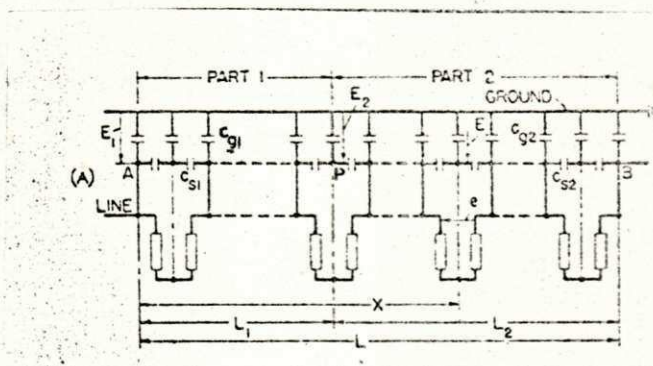 PART 1 PART 2
E2 GROUND
E1 Cg1 E Cg2
(A) A CS1 P CS2 B
LINE e
X
L1 L2
L